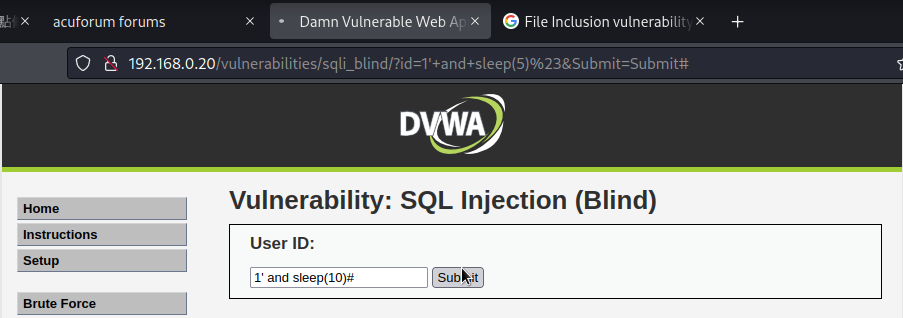 點
acuforum forums
Damn Vulnerable Web Ap
File Inclusion vulnerability
192.168.0.20/vulnerabilities/sqli_blind/?id=1'+and+sleep(5)%23&Submit=Submit#
DVWA
Vulnerability: SQL Injection (Blind)
Home
Instructions
Setup
Brute Force
User ID:
1' and sleep(10)#
Submit